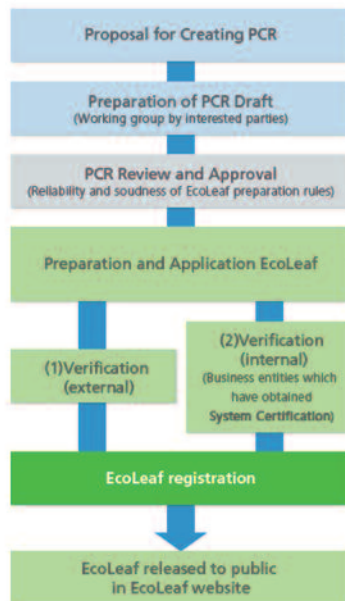 Proposal for Creating PCR
Preparation of PCR Draft
(Working group by interested parties)
PCR Review and Approval
(Reliability and soudness of EcoLeaf preparation rules)
Preparation and Application EcoLeaf
(1)Verification
(external)
(2)Verification
(internal)
(Business entities which
have obtained
System Certification)
EcoLeaf registration
EcoLeaf released to public
in EcoLeaf website